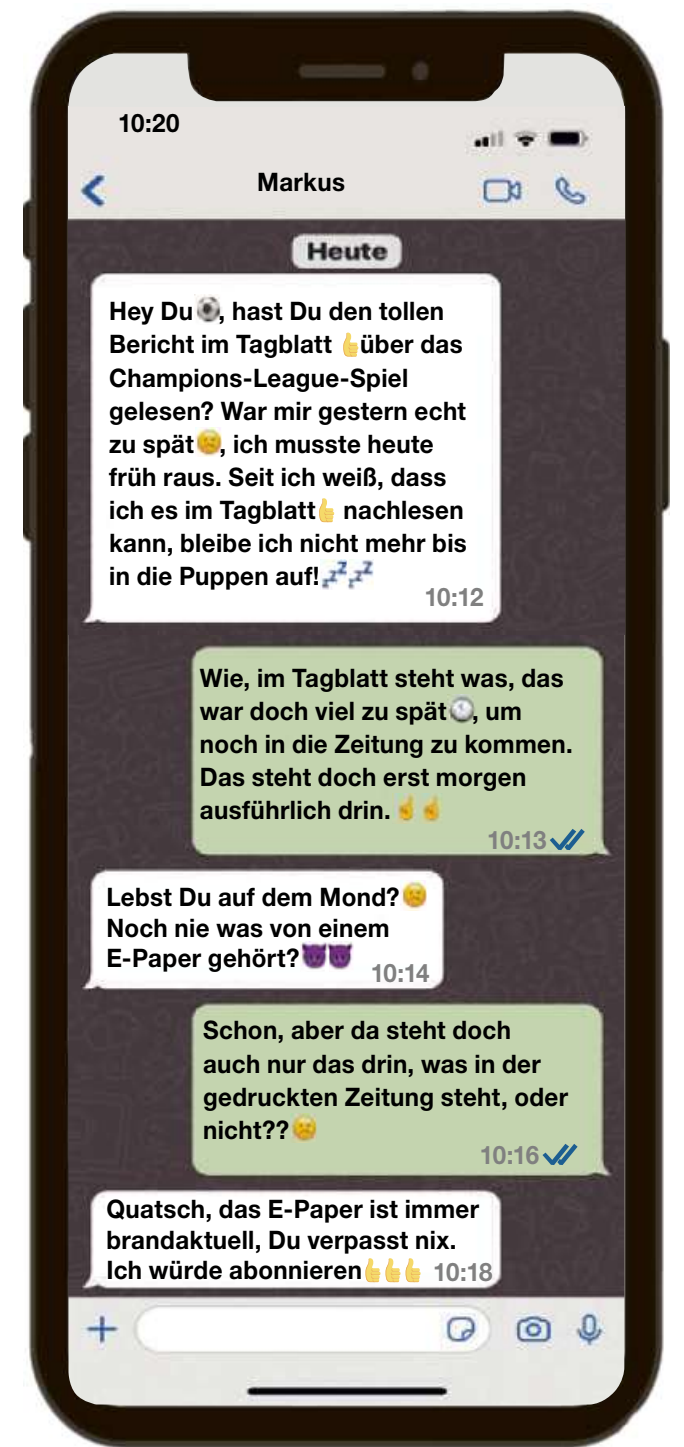 10:20
Markus
Heute
Hey Du⚽, hast Du den tollen
Bericht im Tagblatt 👍über das
Champions-League-Spiel
gelesen? War mir gestern echt
zu spät☹️, ich musste heute
früh raus. Seit ich weiß, dass
ich es im Tagblatt👍 nachlesen
kann, bleibe ich nicht mehr bis
in die Puppen auf!💤💤
10:12
Wie, im Tagblatt steht was, das
war doch viel zu spät🕒, um
noch in die Zeitung zu kommen.
Das steht doch erst morgen
ausführlich drin. ☝️☝️
10:13
Lebst Du auf dem Mond?☹️
Noch nie was von einem
E-Paper gehört?😈😈
10:14
Schon, aber da steht doch
auch nur das drin, was in der
gedruckten Zeitung steht, oder
nicht??☹️
10:16
Quatsch, das E-Paper ist immer
brandaktuell, Du verpasst nix.
Ich würde abonnieren👍👍👍 10:18